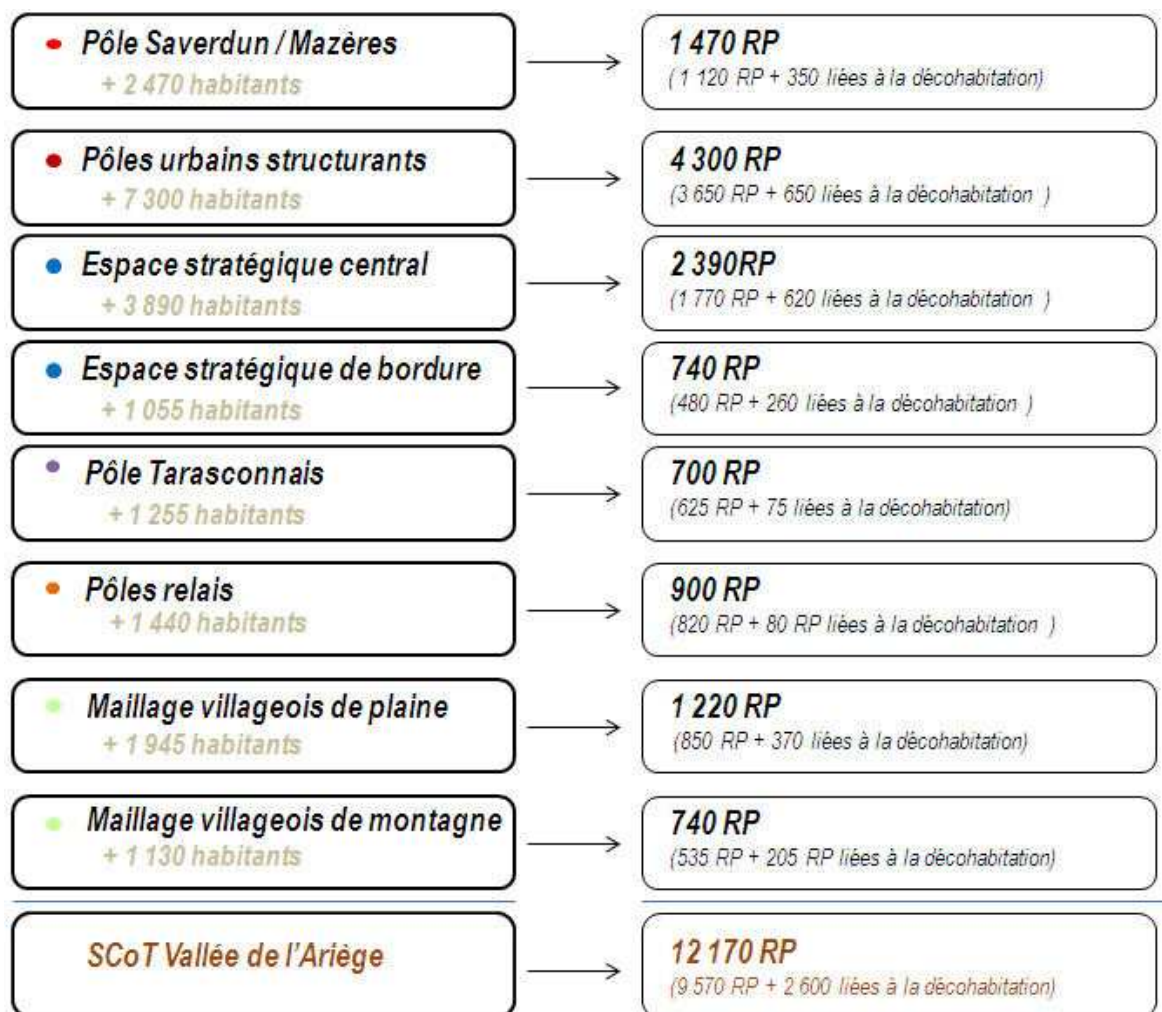 Pôle Saverdun / Mazères
+ 2 470 habitants
1 470 RP
( 1 120 RP + 350 liées à la décohabitation)
Pôles urbains structurants
+ 7 300 habitants
4 300 RP
(3 650 RP + 650 liées à la décohabitation )
Espace stratégique central
+ 3 890 habitants
2 390RP
(1 770 RP + 620 liées à la décohabitation )
Espace stratégique de bordure
+ 1 055 habitants
740 RP
(480 RP + 260 liées à la décohabitation )
Pôle Tarasconnais
+ 1 255 habitants
700 RP
(625 RP + 75 liées à la décohabitation)
Pôles relais
+ 1 440 habitants
900 RP
(820 RP + 80 RP liées à la décohabitation )
Maillage villageois de plaine
+ 1 945 habitants
1 220 RP
(850 RP + 370 liées à la décohabitation)
Maillage villageois de montagne
+ 1 130 habitants
740 RP
(535 RP + 205 RP liées à la décohabitation)
SCoT Vallée de l'Ariège
12 170 RP
(9 570 RP + 2 600 liées à la décohabitation)